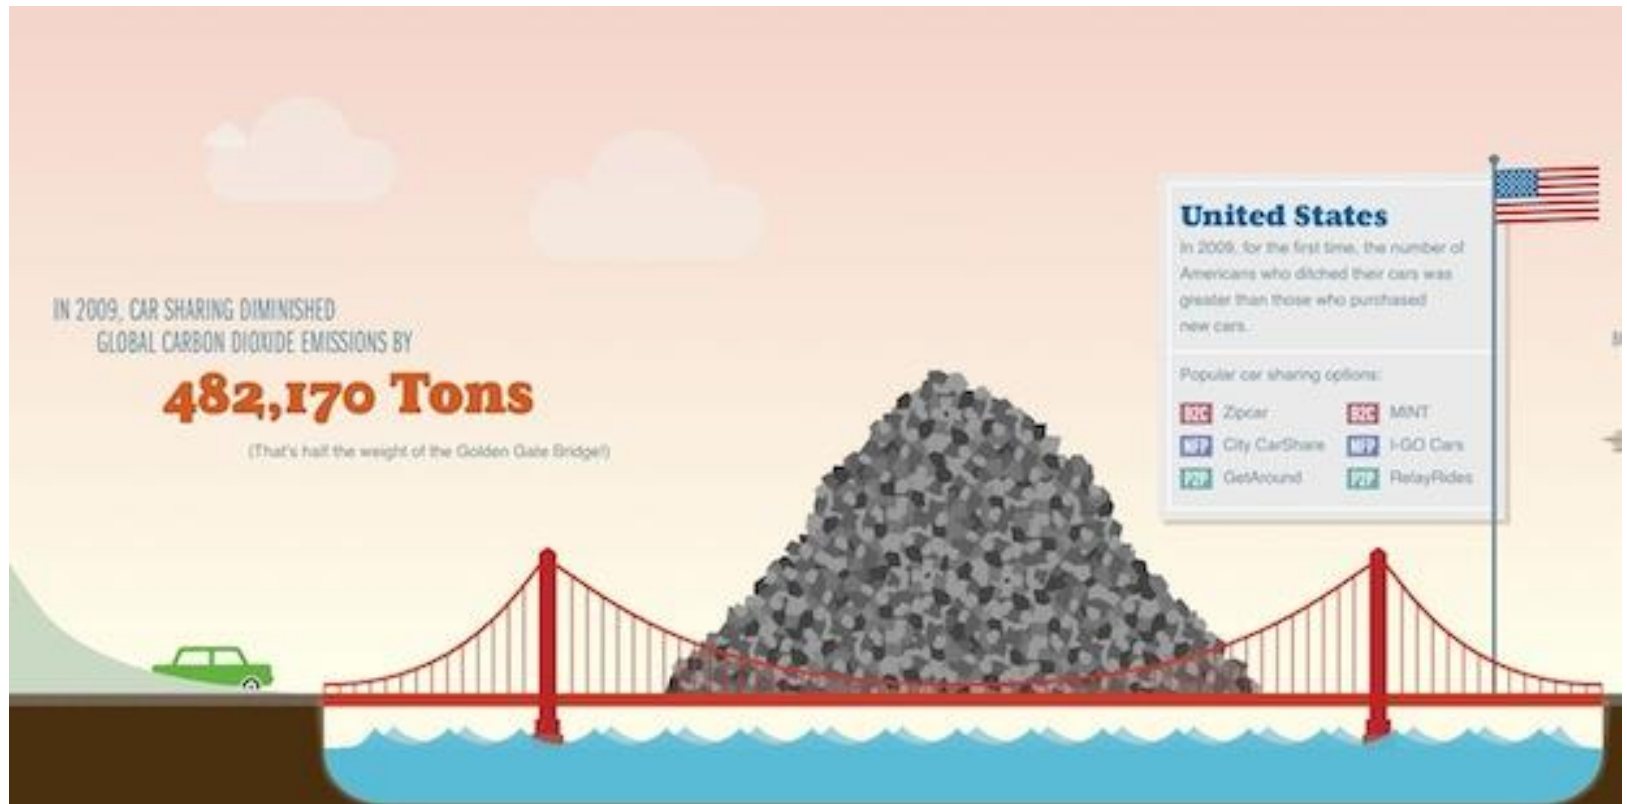 IN 2009, CAR SHARING DIMINISHED
GLOBAL CARBON DIOXIDE EMISSIONS BY
482,170 Tons
(That's half the weight of the Golden Gate Bridge!)
United States
In 2009, for the first time, the number of
Americans who ditched their cars was
greater than those who purchased
new cars.
Popular car sharing options:
B2C Zipcar B2C MINT
NFP City CarShare NFP I-GO Cars
P2P GetAround P2P RelayRides